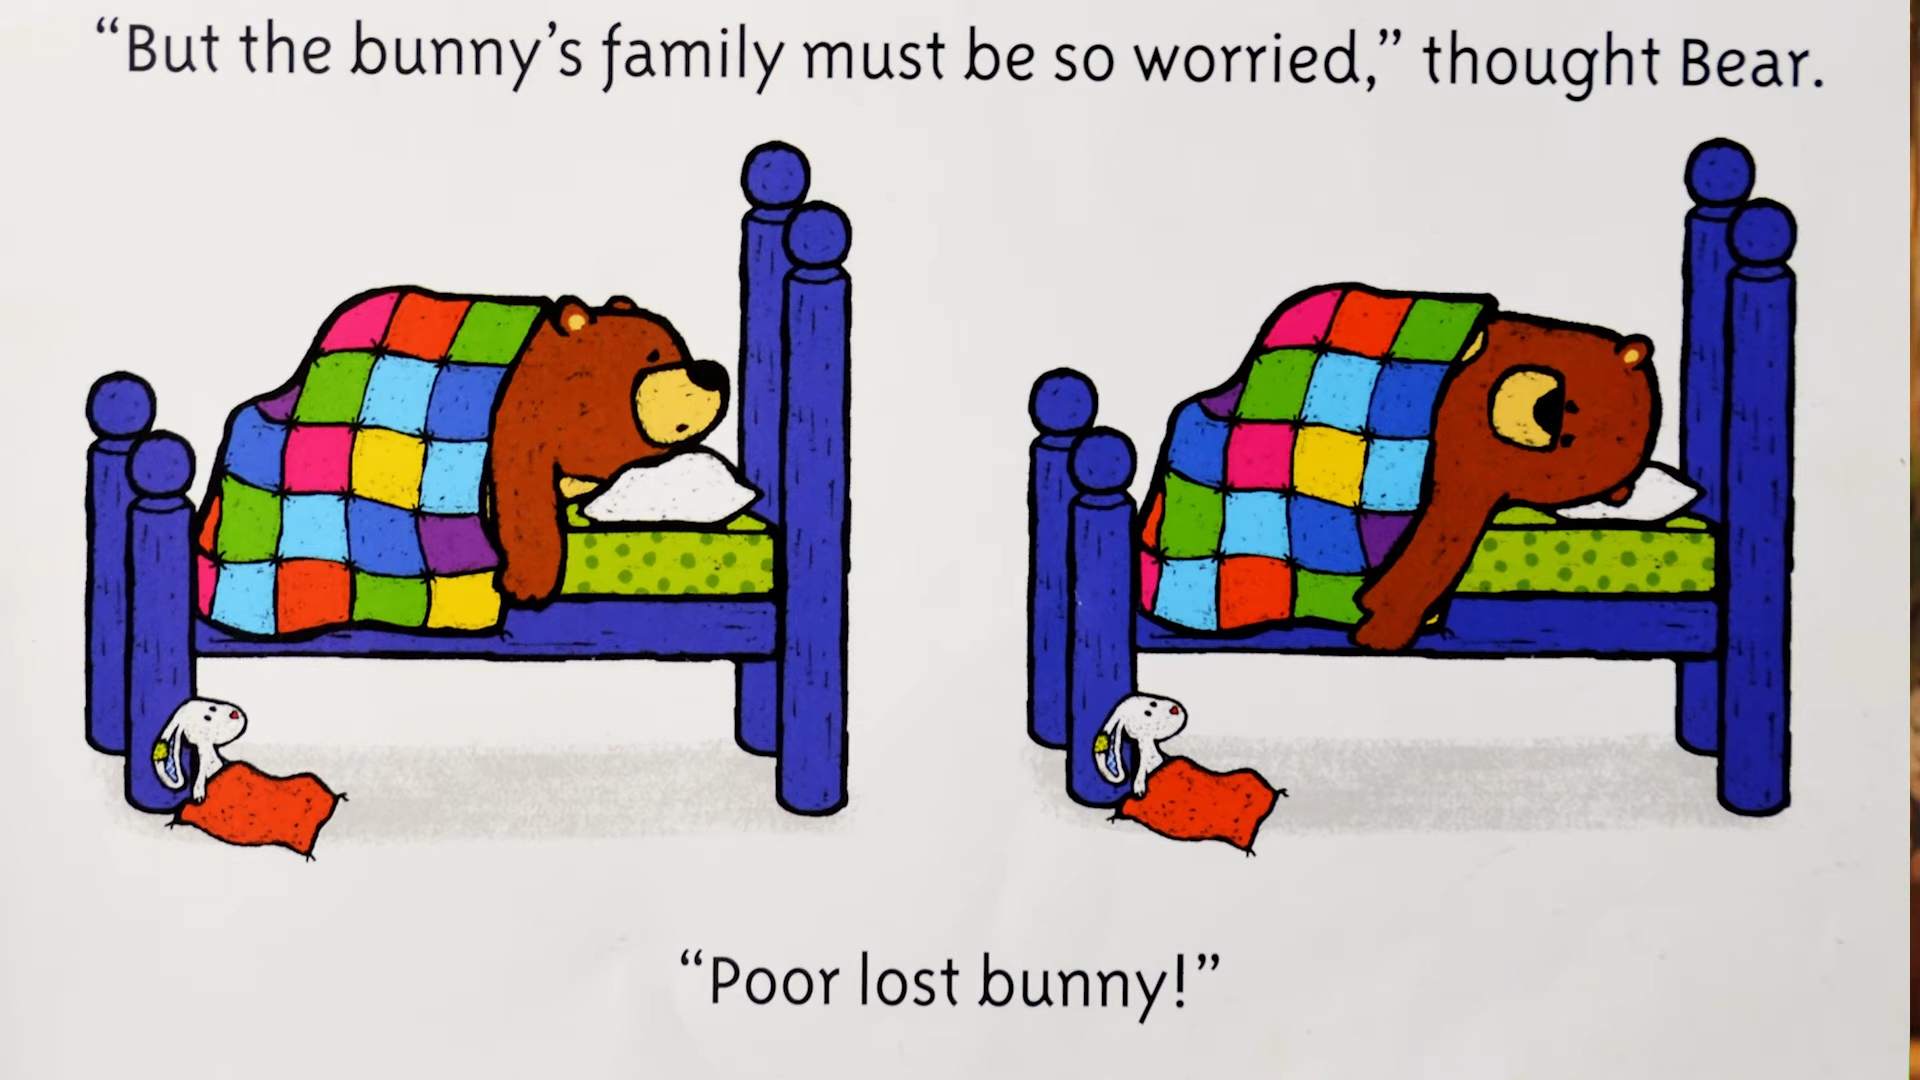 “But the bunny’s family must be so worried,” thought Bear.
“Poor lost bunny!”